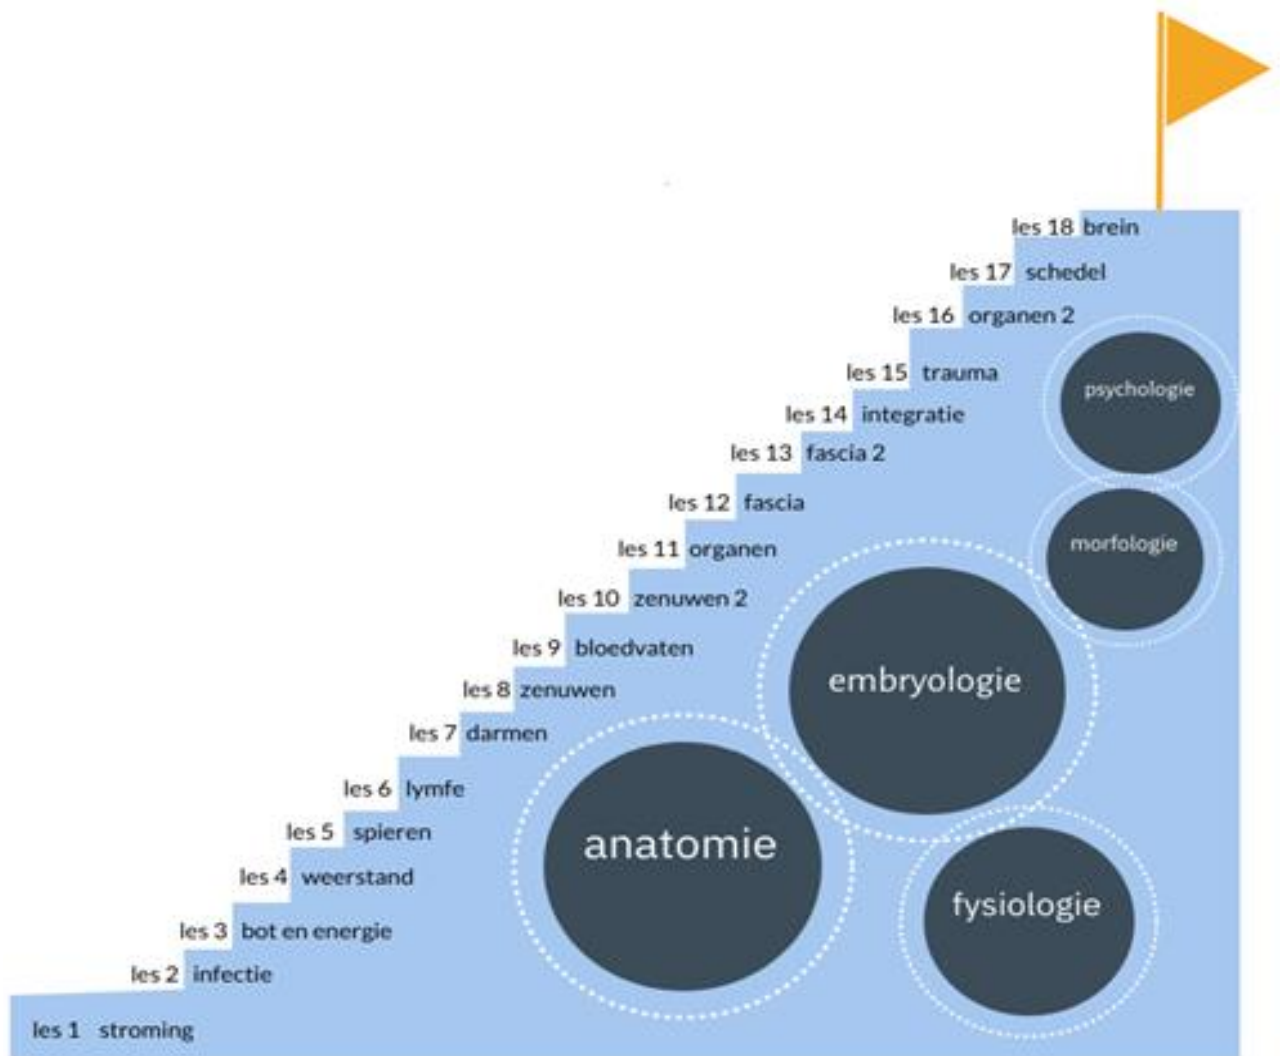 les 18 brein
les 17 schedel
les 16 organen 2
les 15 trauma
psychologie
les 14 integratie
les 13 fascia 2
les 12 fascia
morfologie
les 11 organen
les 10 zenuwen 2
les 9 bloedvaten
embryologie
les 8 zenuwen
les 7 darmen
les 6 lymfe
les 5 spieren
anatomie
les 4 weerstand
fysiologie
les 3 bot en energie
les 2 infectie
les 1 stroming